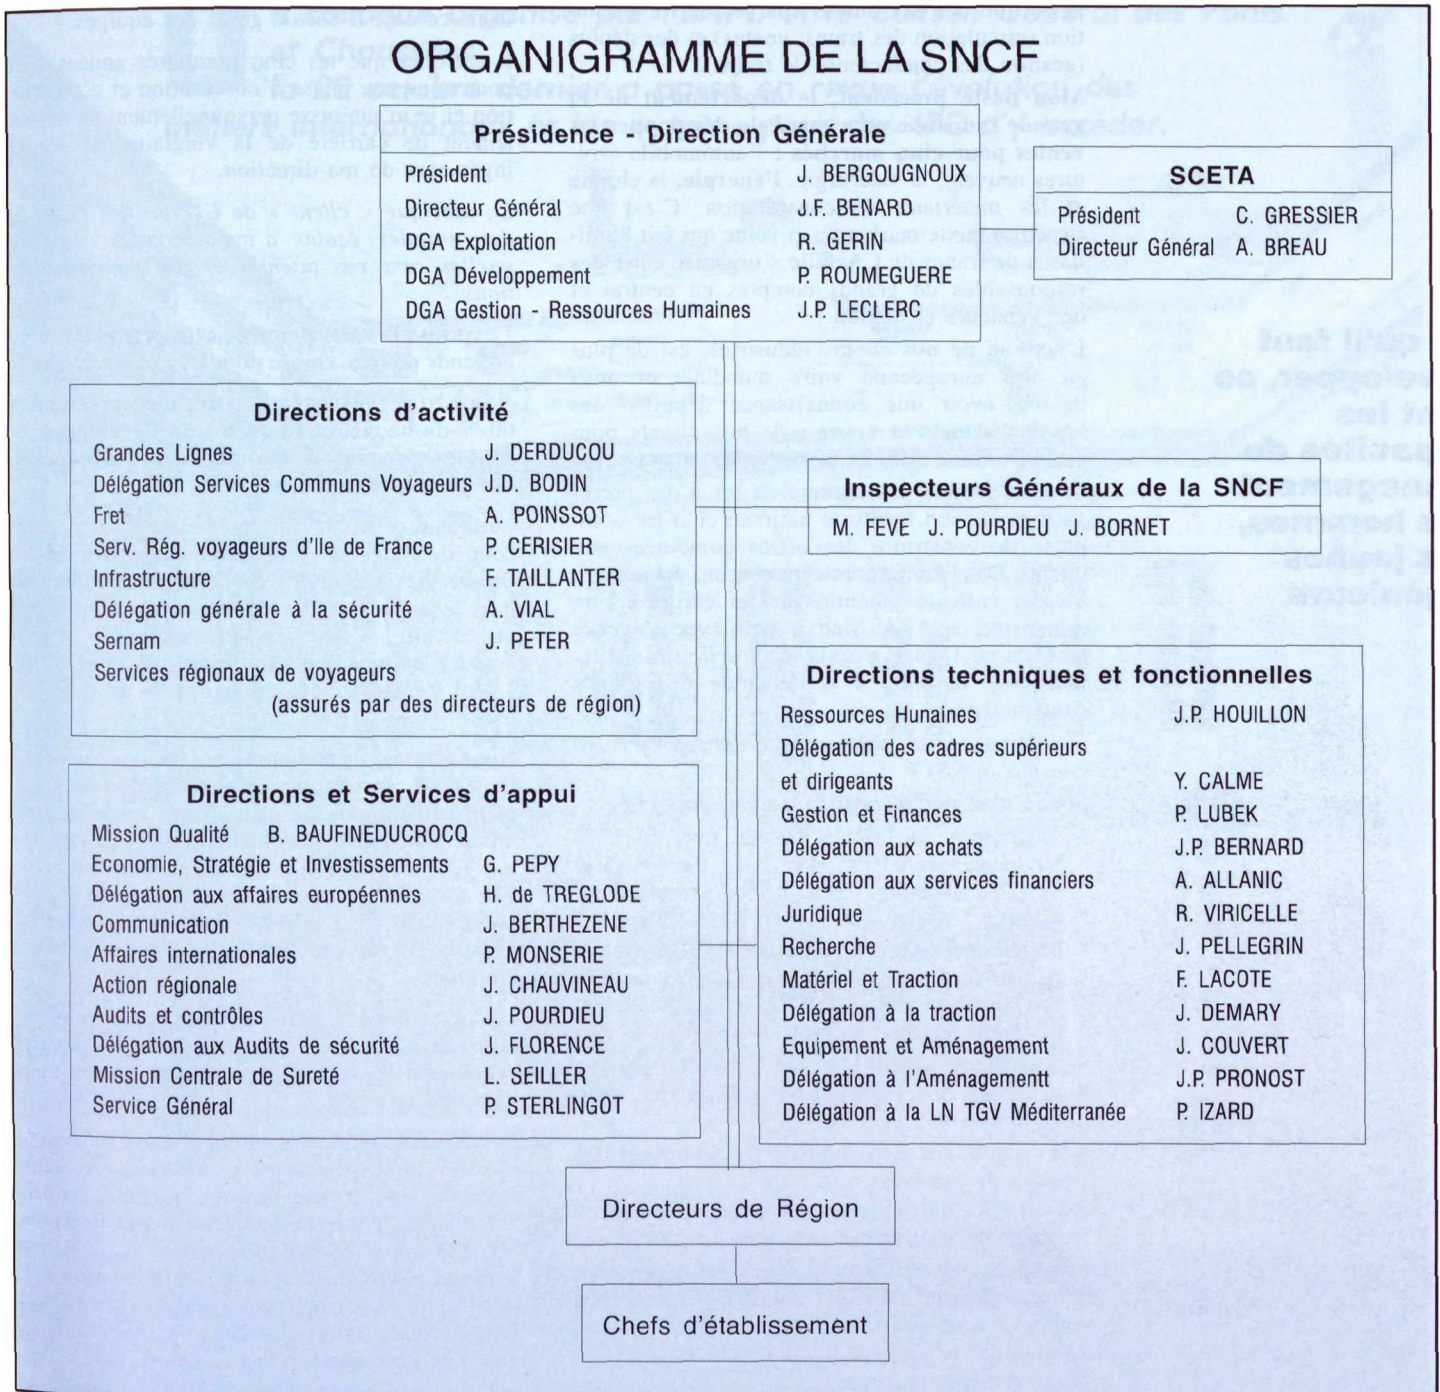 ORGANIGRAMME DE LA SNCF
Présidence - Direction Générale
Président J. BERGOUGNOUX
Directeur Général J.F. BENARD
DGA Exploitation R. GERIN
DGA Développement P. ROUMEGUERE
DGA Gestion - Ressources Humaines J.P. LECLERC
SCETA
Président C. GRESSIER
Directeur Général A. BREAU
Directions d'activité
Grandes Lignes J. DERDUCOU
Délégation Services Communs Voyageurs J.D. BODIN
Fret A. POINSSOT
Serv. Rég. voyageurs d'Ile de France D. CERISIER
Infrastructure F. TAILLANTER
Délégation générale à la sécurité A. VIAL
Sernam J. PETER
Services régionaux de voyageurs
(assurés par des directeurs de région)
Inspecteurs Généraux de la SNCF
M. FEVE J. POURDIEU J. BORNET
Directions et Services d'appui
Mission Qualité B. BAUFINEDUCROCQ
Economie, Stratégie et Investissements G. PEPY
Délégation aux affaires européennes H. de TREGLODE
Communication J. BERTHEZENE
Affaires internationales P. MONSERIE
Action régionale J. CHAUVINEAU
Audits et contrôles J. POURDIEU
Délégation aux Audits de sécurité J. FLORENCE
Mission Centrale de Sureté L. SEILLER
Service Général P. STERLINGOT
Directions techniques et fonctionnelles
Ressources Hunaines J.P. HOUILLON
Délégation des cadres supérieurs
et dirigeants Y. CALME
Gestion et Finances P. LUBEK
Délégation aux achats J.P. BERNARD
Délégation aux services financiers A. ALLANIC
Juridique R. VIRICELLE
Recherche J. PELLEGRIN
Matériel et Traction F. LACOTE
Délégation à la traction J. DEMARY
Equipement et Aménagement J. COUVERT
Délégation à l'Aménagementt J.P. PRONOST
Délégation à la LN TGV Méditerranée P. IZARD
Directeurs de Région
Chefs d'établissement